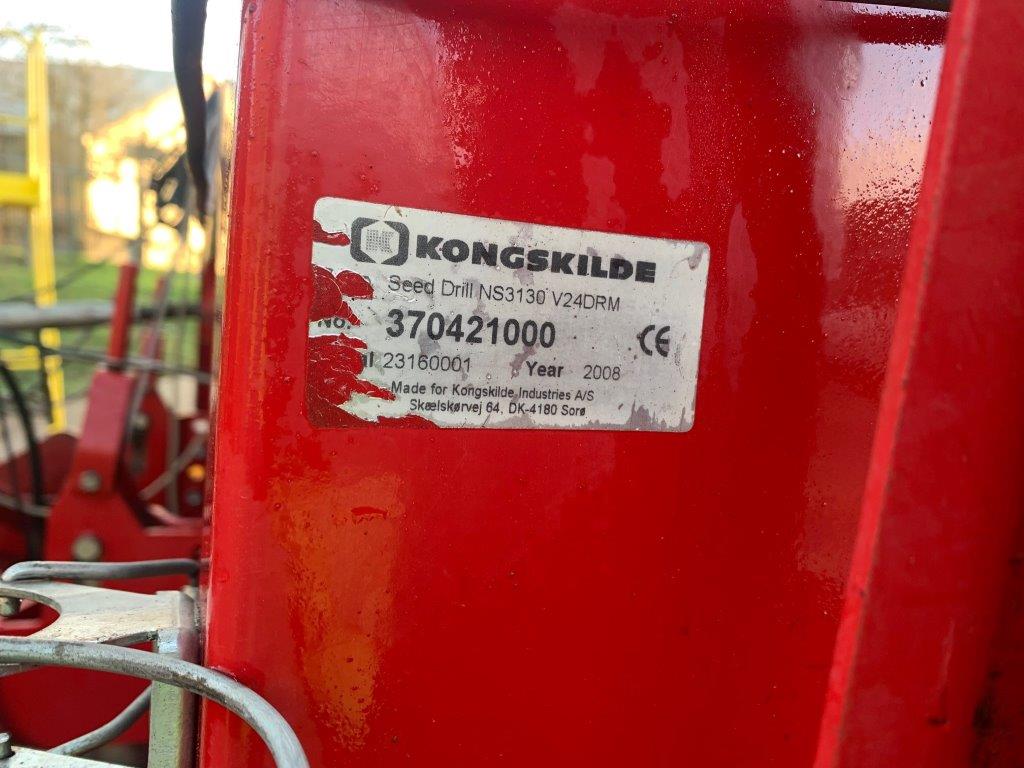 KONGSKILDE
Seed Drill NS3130 V24DRM
No. 370421000 CE
23160001 Year 2008
Made for Kongskilde Industries A/S
Skælskørvej 64, DK-4180 Sorø